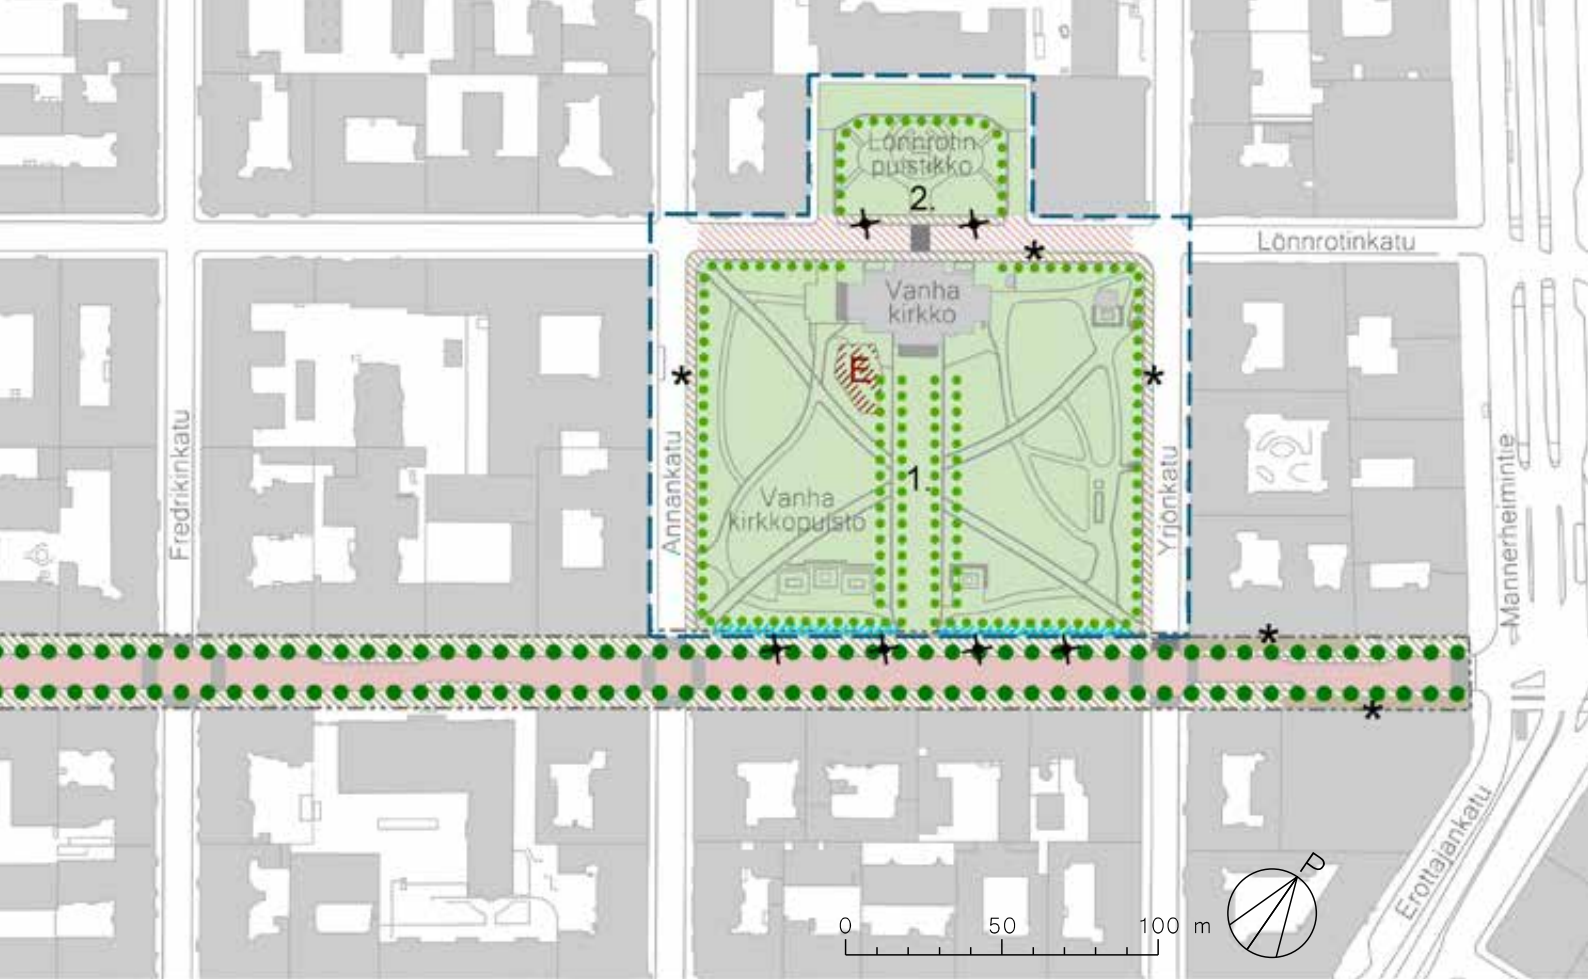 Lönnrotin
puistikko
2.
Lönnrotinkatu
Vanha
kirkko
E
1.
Vanha
kirkkopuisto
Fredrikinkatu
Annankatu
Yrjönkatu
Mannerheimintie
Erottajankatu
P
0 50 100 m